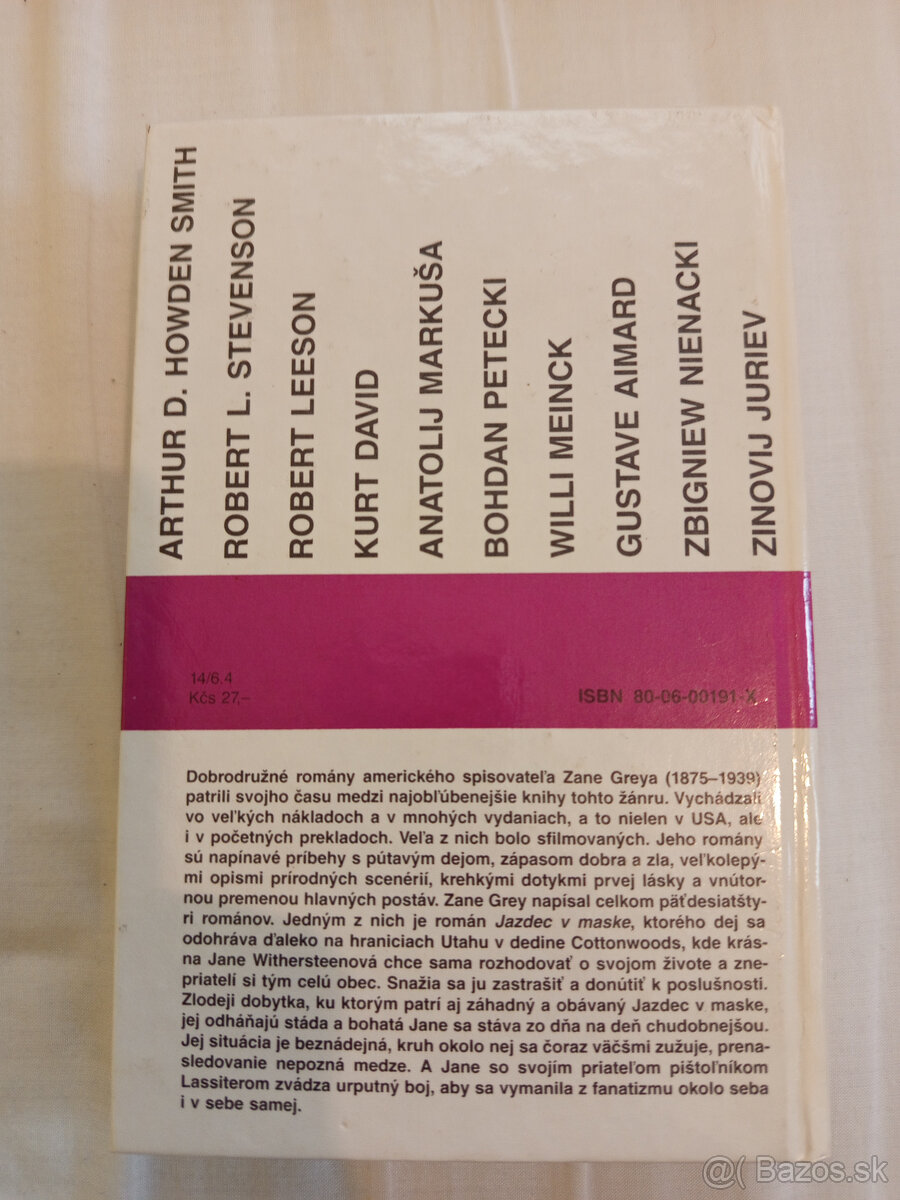 ARTHUR D. HOWDEN SMITH
ROBERT L. STEVENSON
ROBERT LEESON
KURT DAVID
ANATOLIJ MARKUŠA
BOHDAN PETECKI
WILLI MEINCK
GUSTAVE AIMARD
ZBIGNIEW NIENACKI
ZINOVIJ JURIEV
14/6.4
Kčs 27,–
ISBN 80-06-00191-X
Dobrodružné romány amerického spisovateľa Zane Greya (1875–1939)
patrili svojho času medzi najobľúbenejšie knihy tohto žánru. Vychádzali
vo veľkých nákladoch a v mnohých vydaniach, a to nielen v USA, ale
i v početných prekladoch. Veľa z nich bolo sfilmovaných. Jeho romány
sú napínavé príbehy s pútavým dejom, zápasom dobra a zla, veľkolepý-
mi opismi prírodných scenérií, krehkými dotykmi prvej lásky a vnútor-
nou premenou hlavných postáv. Zane Grey napísal celkom päťdesiatšty-
ri románov. Jedným z nich je román Jazdec v maske, ktorého dej sa
odohráva ďaleko na hraniciach Utahu v dedine Cottonwoods, kde krás-
na Jane Withersteenová chce sama rozhodovať o svojom živote a zne-
priatelí si tým celú obec. Snažia sa ju zastrašiť a donútiť k poslušnosti.
Zlodeji dobytka, ku ktorým patrí aj záhadný a obávaný Jazdec v maske,
jej odháňajú stáda a bohatá Jane sa stáva zo dňa na deň chudobnejšou.
Jej situácia je beznádejná, kruh okolo nej sa čoraz väčšmi zužuje, prena-
sledovanie nepozná medze. A Jane so svojím priateľom pištoľníkom
Lassiterom zvádza urputný boj, aby sa vymanila z fanatizmu okolo seba
i v sebe samej.
@( Bazos.sk